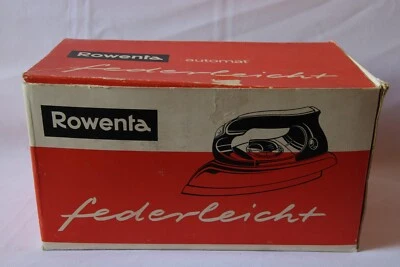 Rowenta automat
federleicht
Rowenta
federleicht